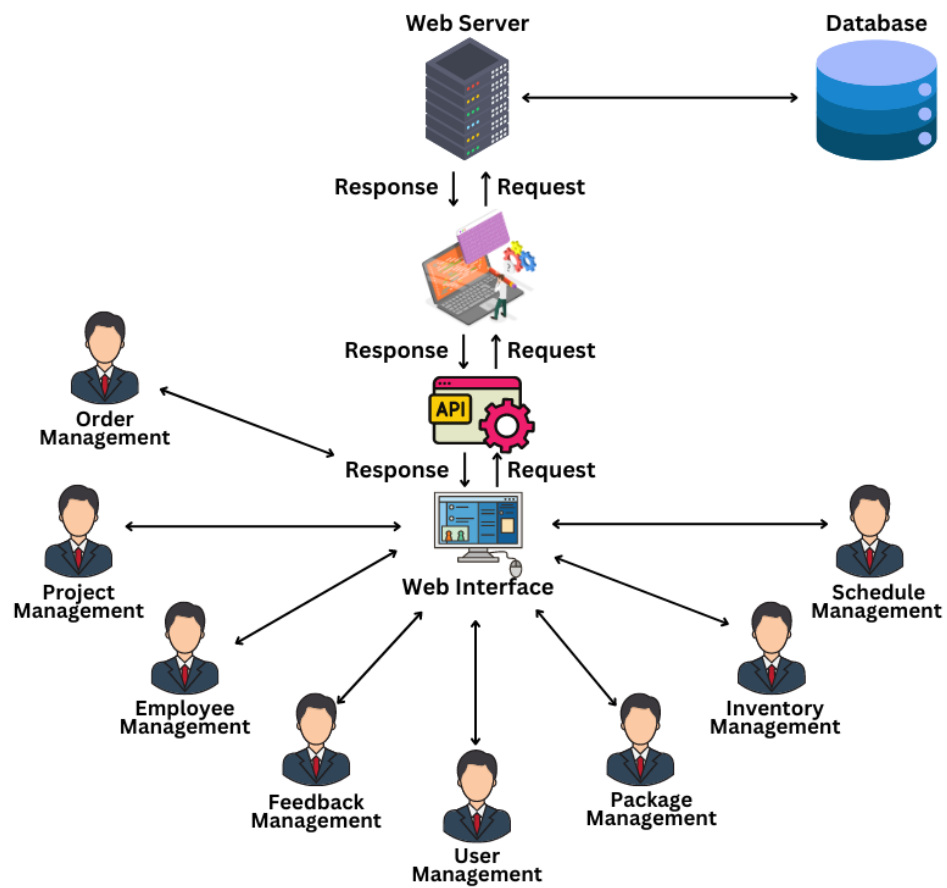 Web Server
Database
Response
Request
Response
Request
API
Response
Request
Order
Management
Web Interface
Project
Management
Schedule
Management
Employee
Management
Inventory
Management
Feedback
Management
Package
Management
User
Management